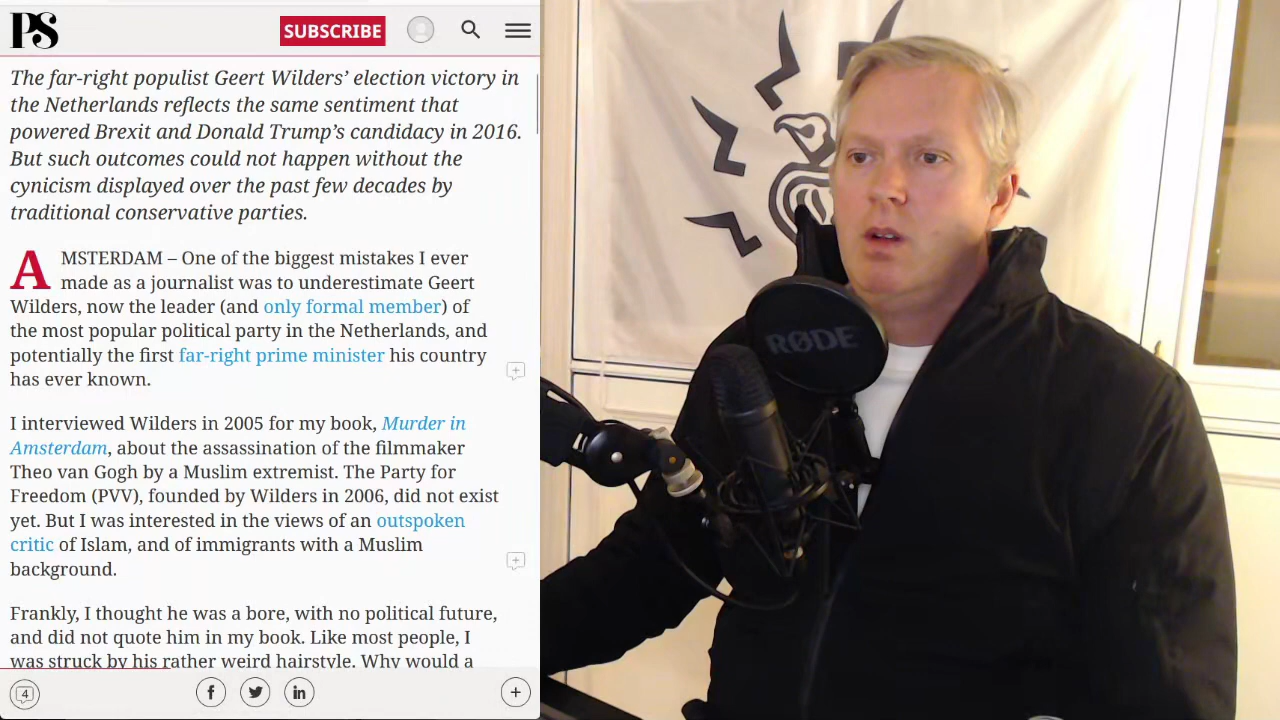 PS
SUBSCRIBE
The far-right populist Geert Wilders’ election victory in
the Netherlands reflects the same sentiment that
powered Brexit and Donald Trump’s candidacy in 2016.
But such outcomes could not happen without the
cynicism displayed over the past few decades by
traditional conservative parties.
AMSTERDAM – One of the biggest mistakes I ever
made as a journalist was to underestimate Geert
Wilders, now the leader (and only formal member) of
the most popular political party in the Netherlands, and
potentially the first far-right prime minister his country
has ever known.
I interviewed Wilders in 2005 for my book, Murder in
Amsterdam, about the assassination of the filmmaker
Theo van Gogh by a Muslim extremist. The Party for
Freedom (PVV), founded by Wilders in 2006, did not exist
yet. But I was interested in the views of an outspoken
critic of Islam, and of immigrants with a Muslim
background.
Frankly, I thought he was a bore, with no political future,
and did not quote him in my book. Like most people, I
was struck by his rather weird hairstyle. Why would a
4
RØDE